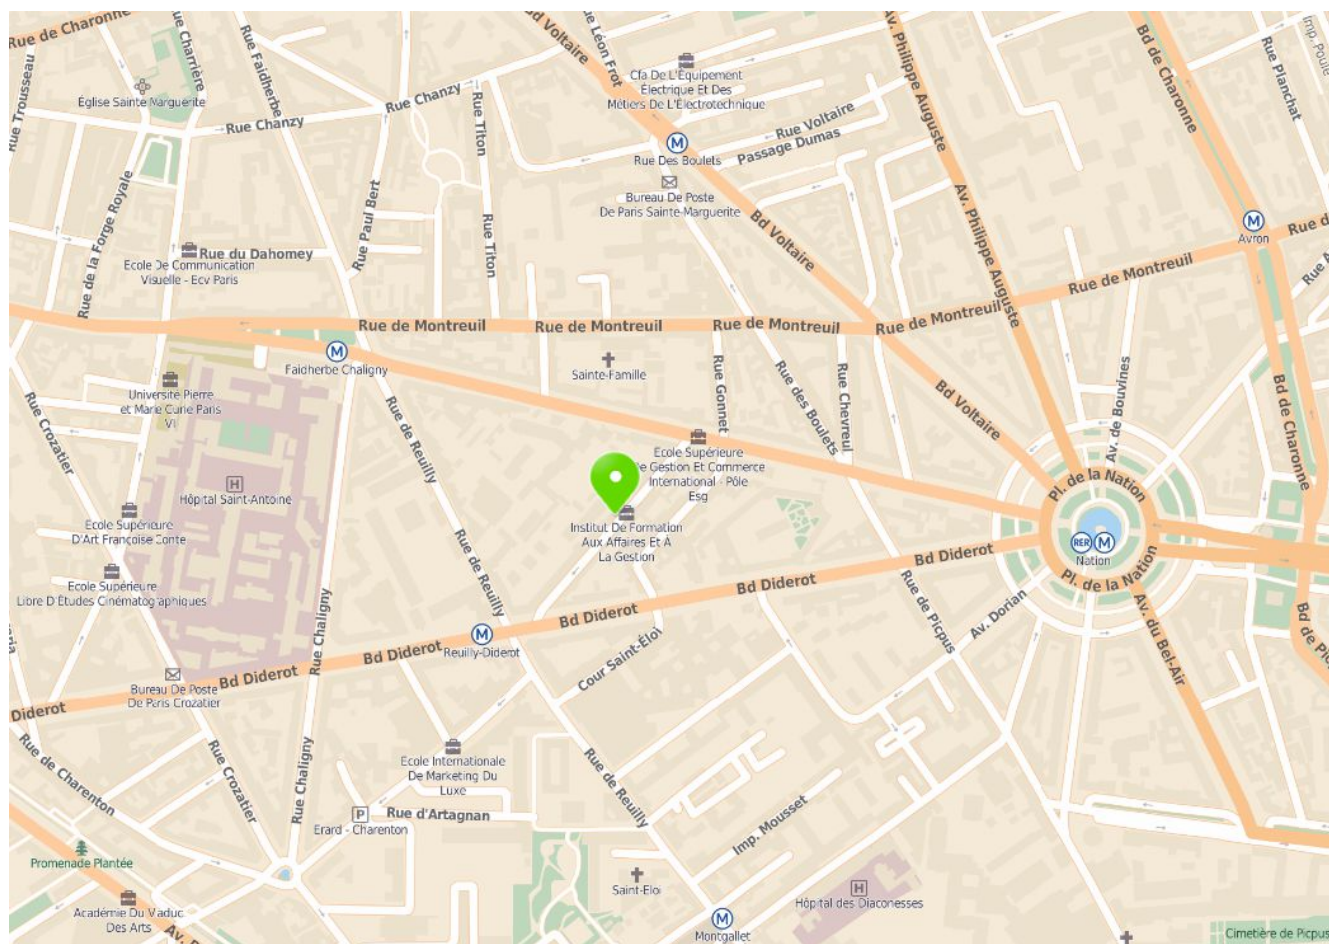 Rue de Charonne
Rue Trousseau
Rue Charrière
Rue Faidherbe
Rue Léon Frot
Bd Voltaire
Av. Philippe Auguste
Bd de Charonne
Imp. Poule
Rue Planchat
Cfa De L'Équipement
Électrique Et Des
Métiers De L'Électrotechnique
Église Sainte Marguerite
Rue Chanzy
Rue Chanzy
Rue Titon
M
Rue Des Boulets
Rue Voltaire
Passage Dumas
Bureau De Poste
De Paris Sainte-Marguerite
Rue de la Forge Royale
Rue Paul Bert
Rue Titon
Bd Voltaire
Av. Philippe Auguste
M
Avron
Rue du Dahomey
Ecole De Communication
Visuelle - Ecv Paris
Rue de Montreuil
Rue de Montreuil
Rue de Montreuil
Rue de Montreuil
Rue de Montreuil
M
Faidherbe Chaligny
Sainte-Famille
Rue Gonnet
Rue des Boulets
Rue Chevreul
Bd Voltaire
Av. de Bouvines
Bd de Charonne
Université Pierre
et Marie Curie Paris
VI
Rue Crozatier
Rue de Reuilly
Ecole Supérieure
De Gestion Et Commerce
International - Pôle
Esg
H
Hôpital Saint-Antoine
Pl. de la Nation
Ecole Supérieure
D'Art Françoise Conte
Institut De Formation
Aux Affaires Et À
La Gestion
RER M
Nation
Pl. de la Nation
Bd Diderot
Bd Diderot
Bd Diderot
Bd Diderot
Bd Diderot
Diderot
Ecole Supérieure
Libre D'Études Cinématographiques
Rue de Reuilly
Rue Chaligny
M
Reuilly-Diderot
Cour Saint-Éloi
Rue de Picpus
Av. Dorian
Av. du Bel-Air
Bureau De Poste
De Paris Crozatier
Rue de Charenton
Rue Crozatier
Rue Chaligny
Ecole Internationale
De Marketing Du
Luxe
Rue de Reuilly
P
Erard - Charenton
Rue d'Artagnan
Imp. Mousset
Promenade Plantée
Saint-Eloi
H
Hôpital des Diaconesses
Académie Du Viaduc
Des Arts
M
Montgallet
Cimetière de Picpus